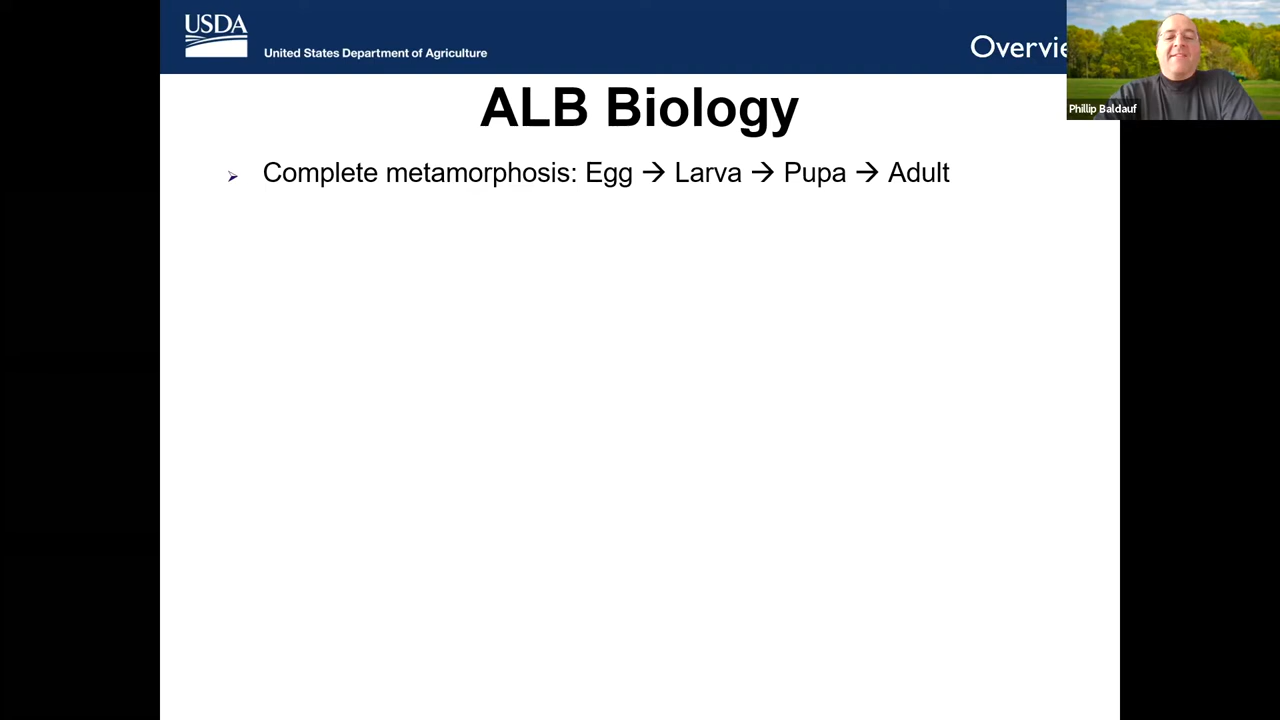 USDA
United States Department of Agriculture
Overvie
Phillip Baldauf
ALB Biology
Complete metamorphosis: Egg → Larva → Pupa → Adult